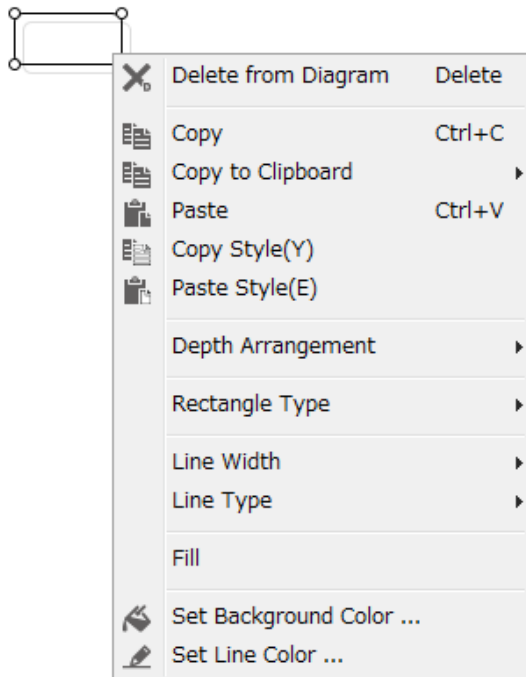 Delete from Diagram Delete
Copy Ctrl+C
Copy to Clipboard
Paste Ctrl+V
Copy Style(Y)
Paste Style(E)
Depth Arrangement
Rectangle Type
Line Width
Line Type
Fill
Set Background Color ...
Set Line Color ...